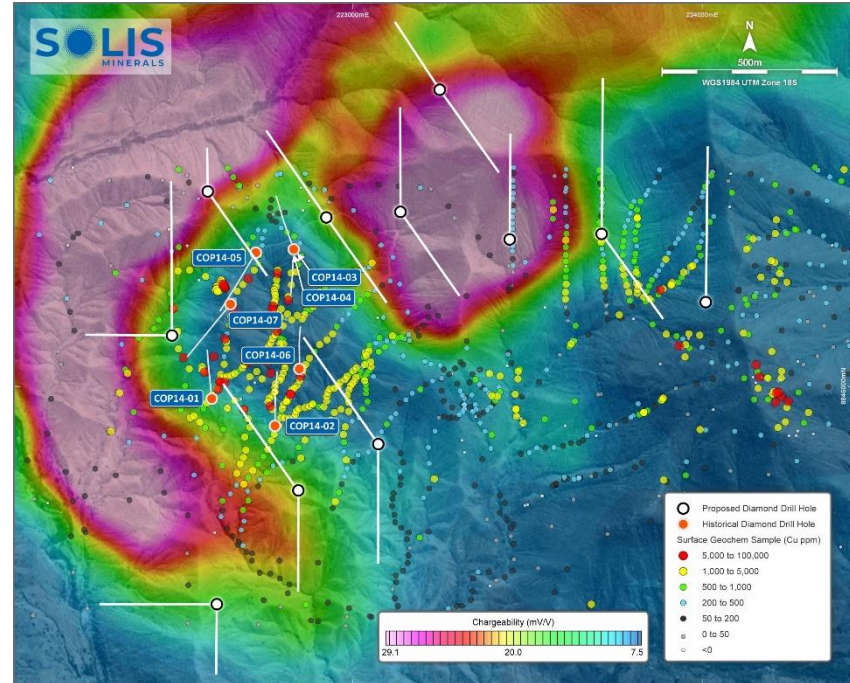 SOLIS
MINERALS
223000mE
224000mE
N
500m
WGS1984 UTM Zone 18S
COP14-05
COP14-03
COP14-04
COP14-07
COP14-06
COP14-01
COP14-02
Proposed Diamond Drill Hole
Historical Diamond Drill Hole
Surface Geochem Sample (Cu ppm)
5,000 to 100,000
1,000 to 5,000
500 to 1,000
200 to 500
50 to 200
0 to 50
<0
Chargeability (mV/V)
29.1
20.0
7.5